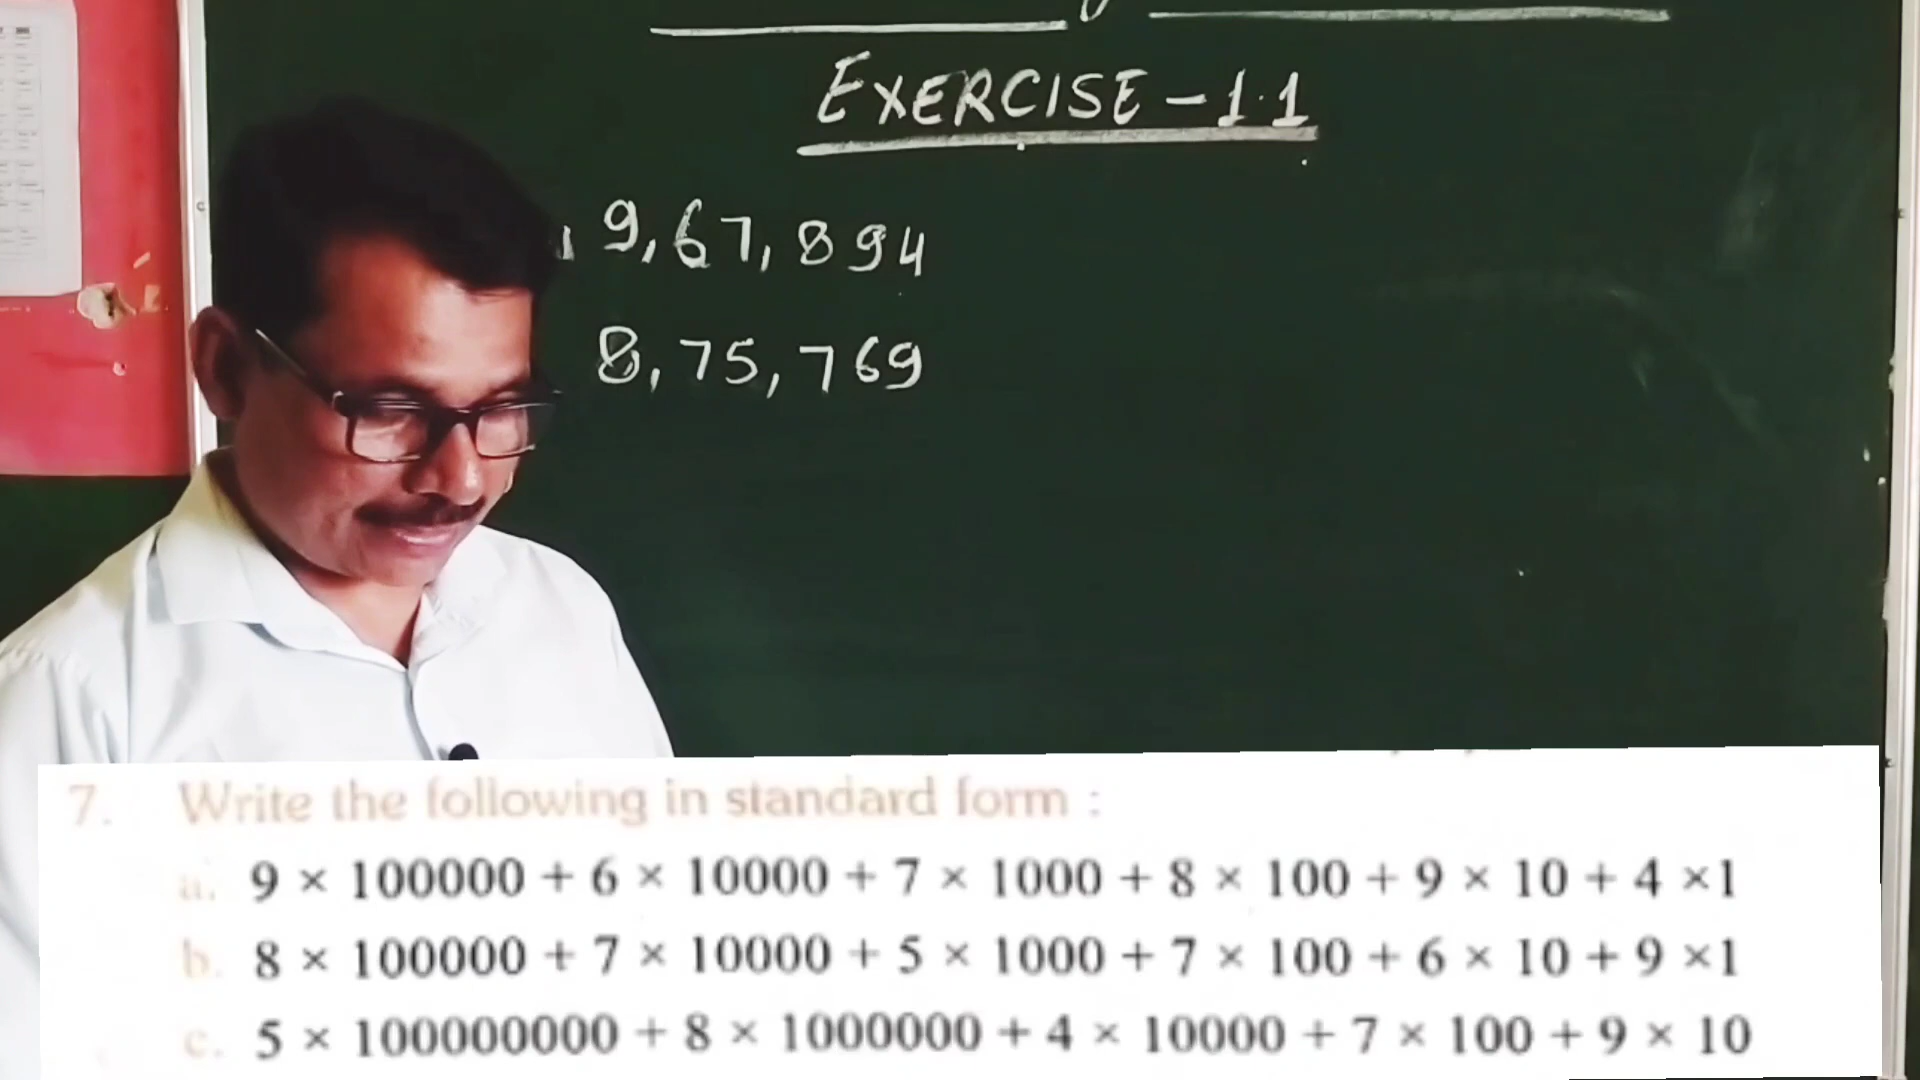 EXERCISE - 1.1
9,67,894
8,75,769
7. Write the following in standard form :
a. 9 × 100000 + 6 × 10000 + 7 × 1000 + 8 × 100 + 9 × 10 + 4 ×1
b. 8 × 100000 + 7 × 10000 + 5 × 1000 + 7 × 100 + 6 × 10 + 9 ×1
c. 5 × 100000000 + 8 × 1000000 + 4 × 10000 + 7 × 100 + 9 × 10